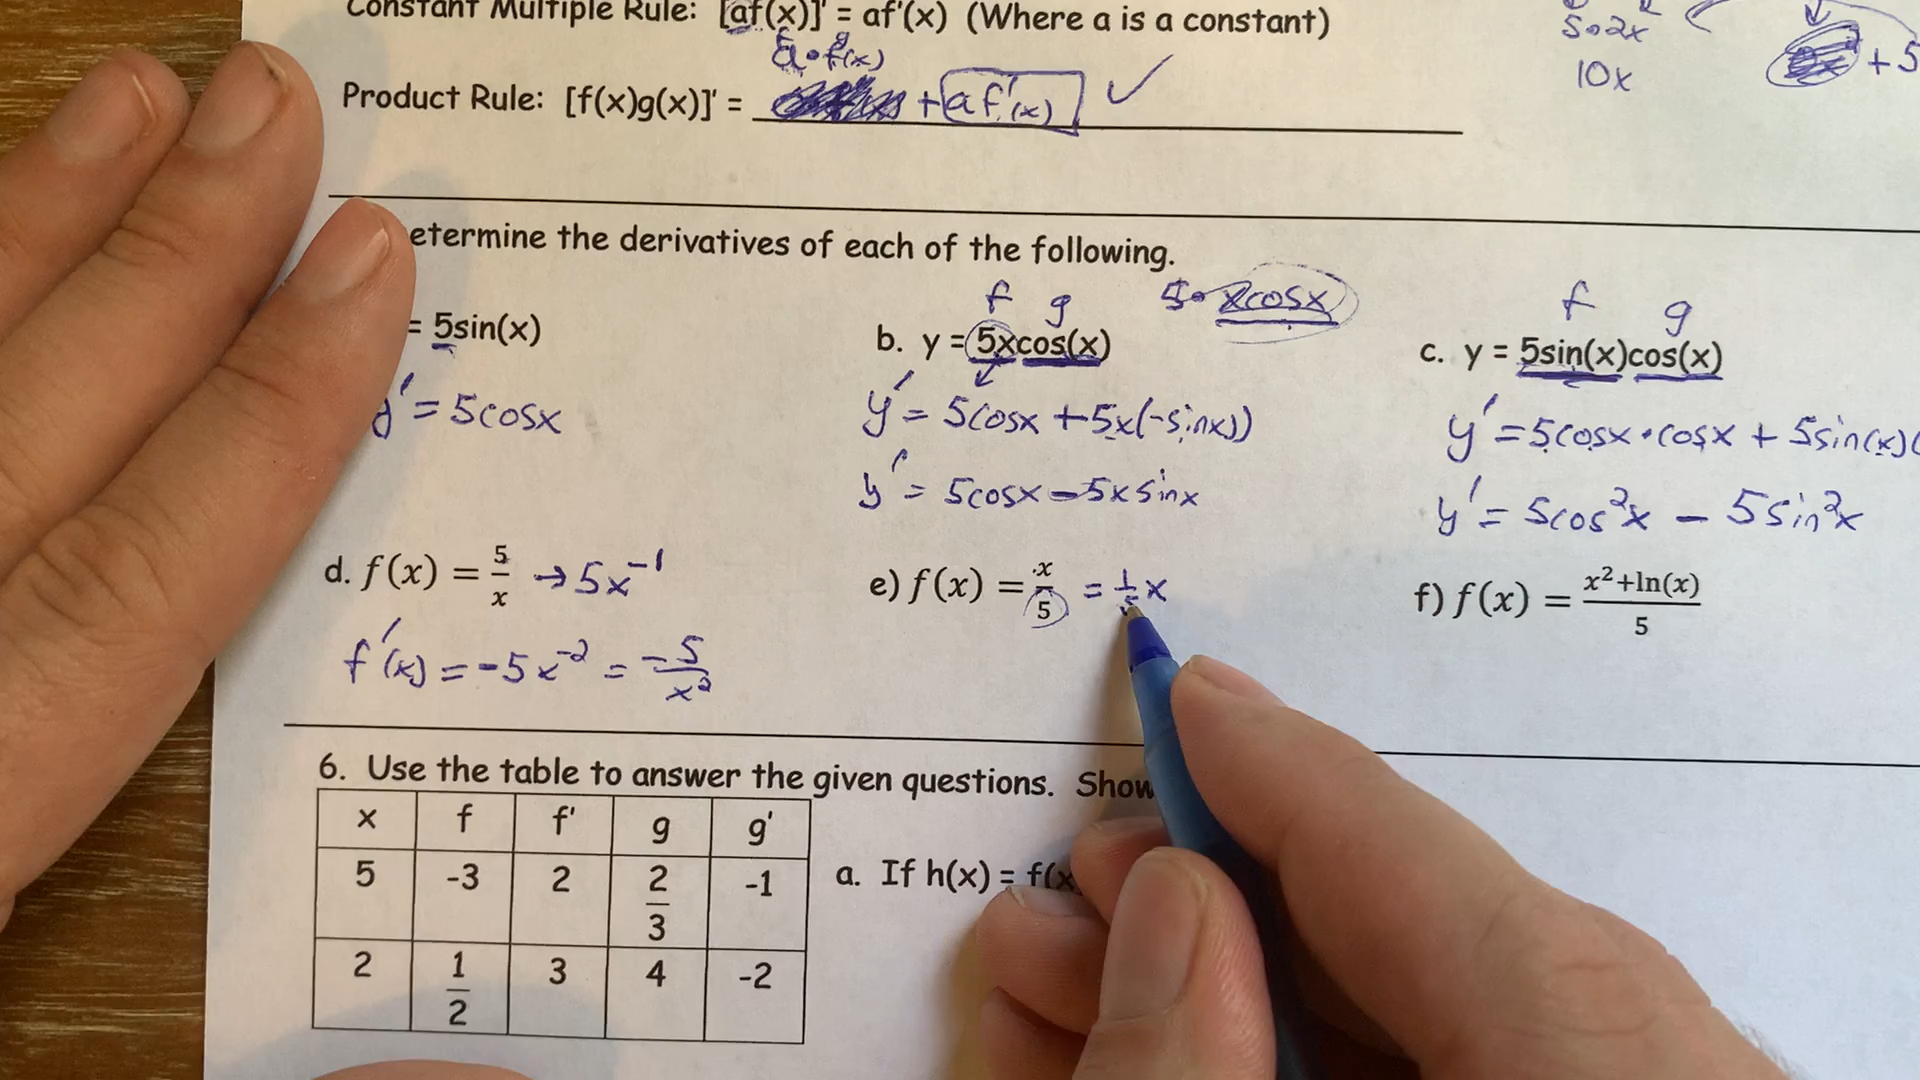 Constant Multiple Rule: [af(x)]' = af'(x) (Where a is a constant)
f g
a·f(x)
Product Rule: [f(x)g(x)]' = + af'(x) ✓
5·2x
10x
+ 5
etermine the derivatives of each of the following.
= 5sin(x)
y' = 5cosx
f g
5·xcosx
b. y = 5xcos(x)
y' = 5cosx + 5x(-sinx))
y' = 5cosx - 5xsinx
f g
c. y = 5sin(x)cos(x)
y' = 5cosx·cosx + 5sin(x)(
y' = 5cos²x - 5sin²x
d. f(x) = 5/x → 5x⁻¹
f'(x) = -5x⁻² = -5/x²
e) f(x) = x/5 = 1/5 x
f) f(x) = x²+ln(x)/5
6. Use the table to answer the given questions. Show
x f f' g g'
5 -3 2 2/3 -1
2 1/2 3 4 -2
a. If h(x) = f(x